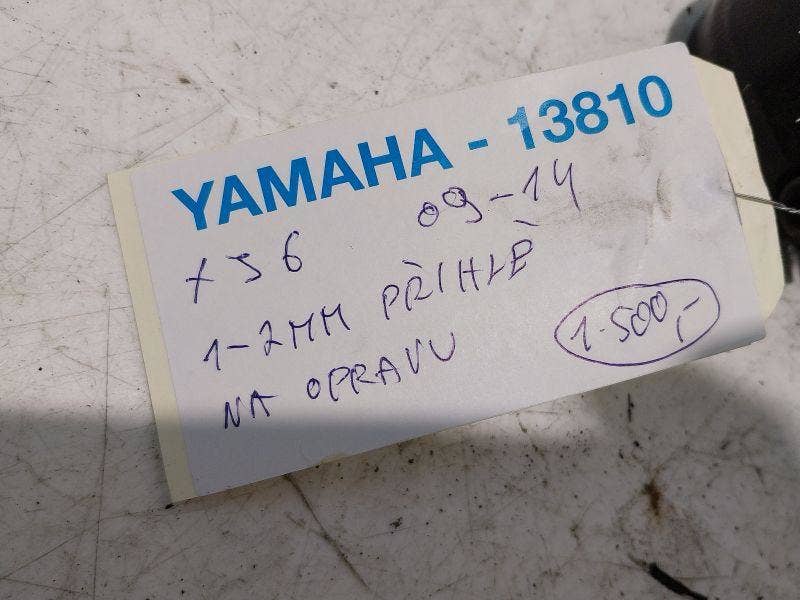 YAMAHA - 13810
XJ6 09-14
1-2MM PŘIHLÉ
NA OPRAVU
1.500,-